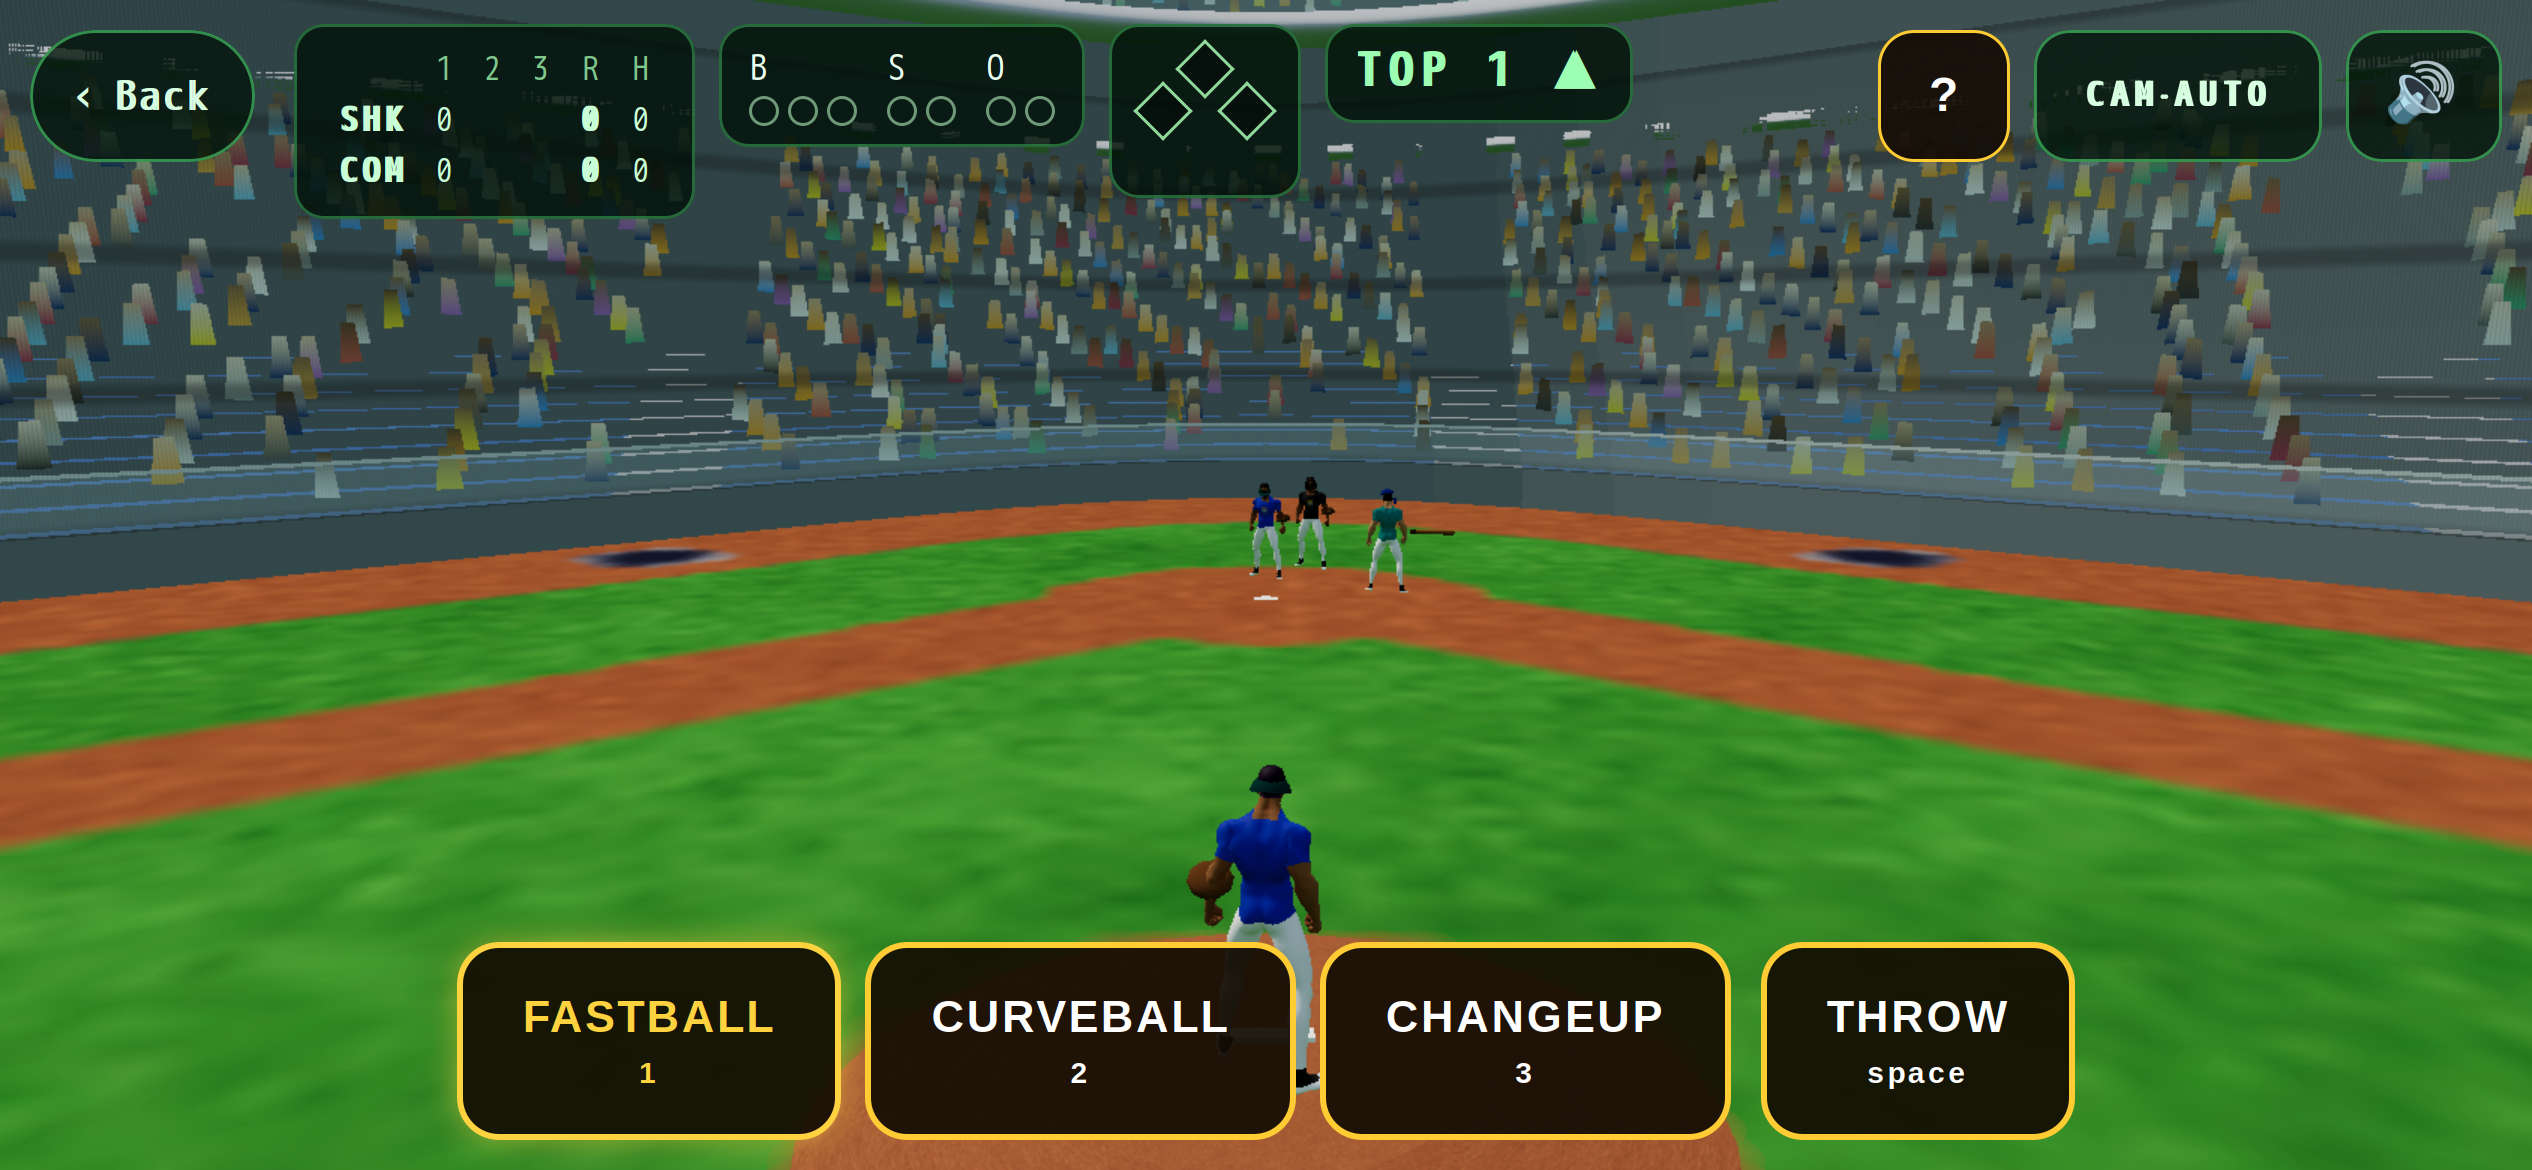 ‹ Back
1 2 3 R H
SHK 0 0 0
COM 0 0 0
B S O
TOP 1 ▲
?
CAM·AUTO
FASTBALL
1
CURVEBALL
2
CHANGEUP
3
THROW
space